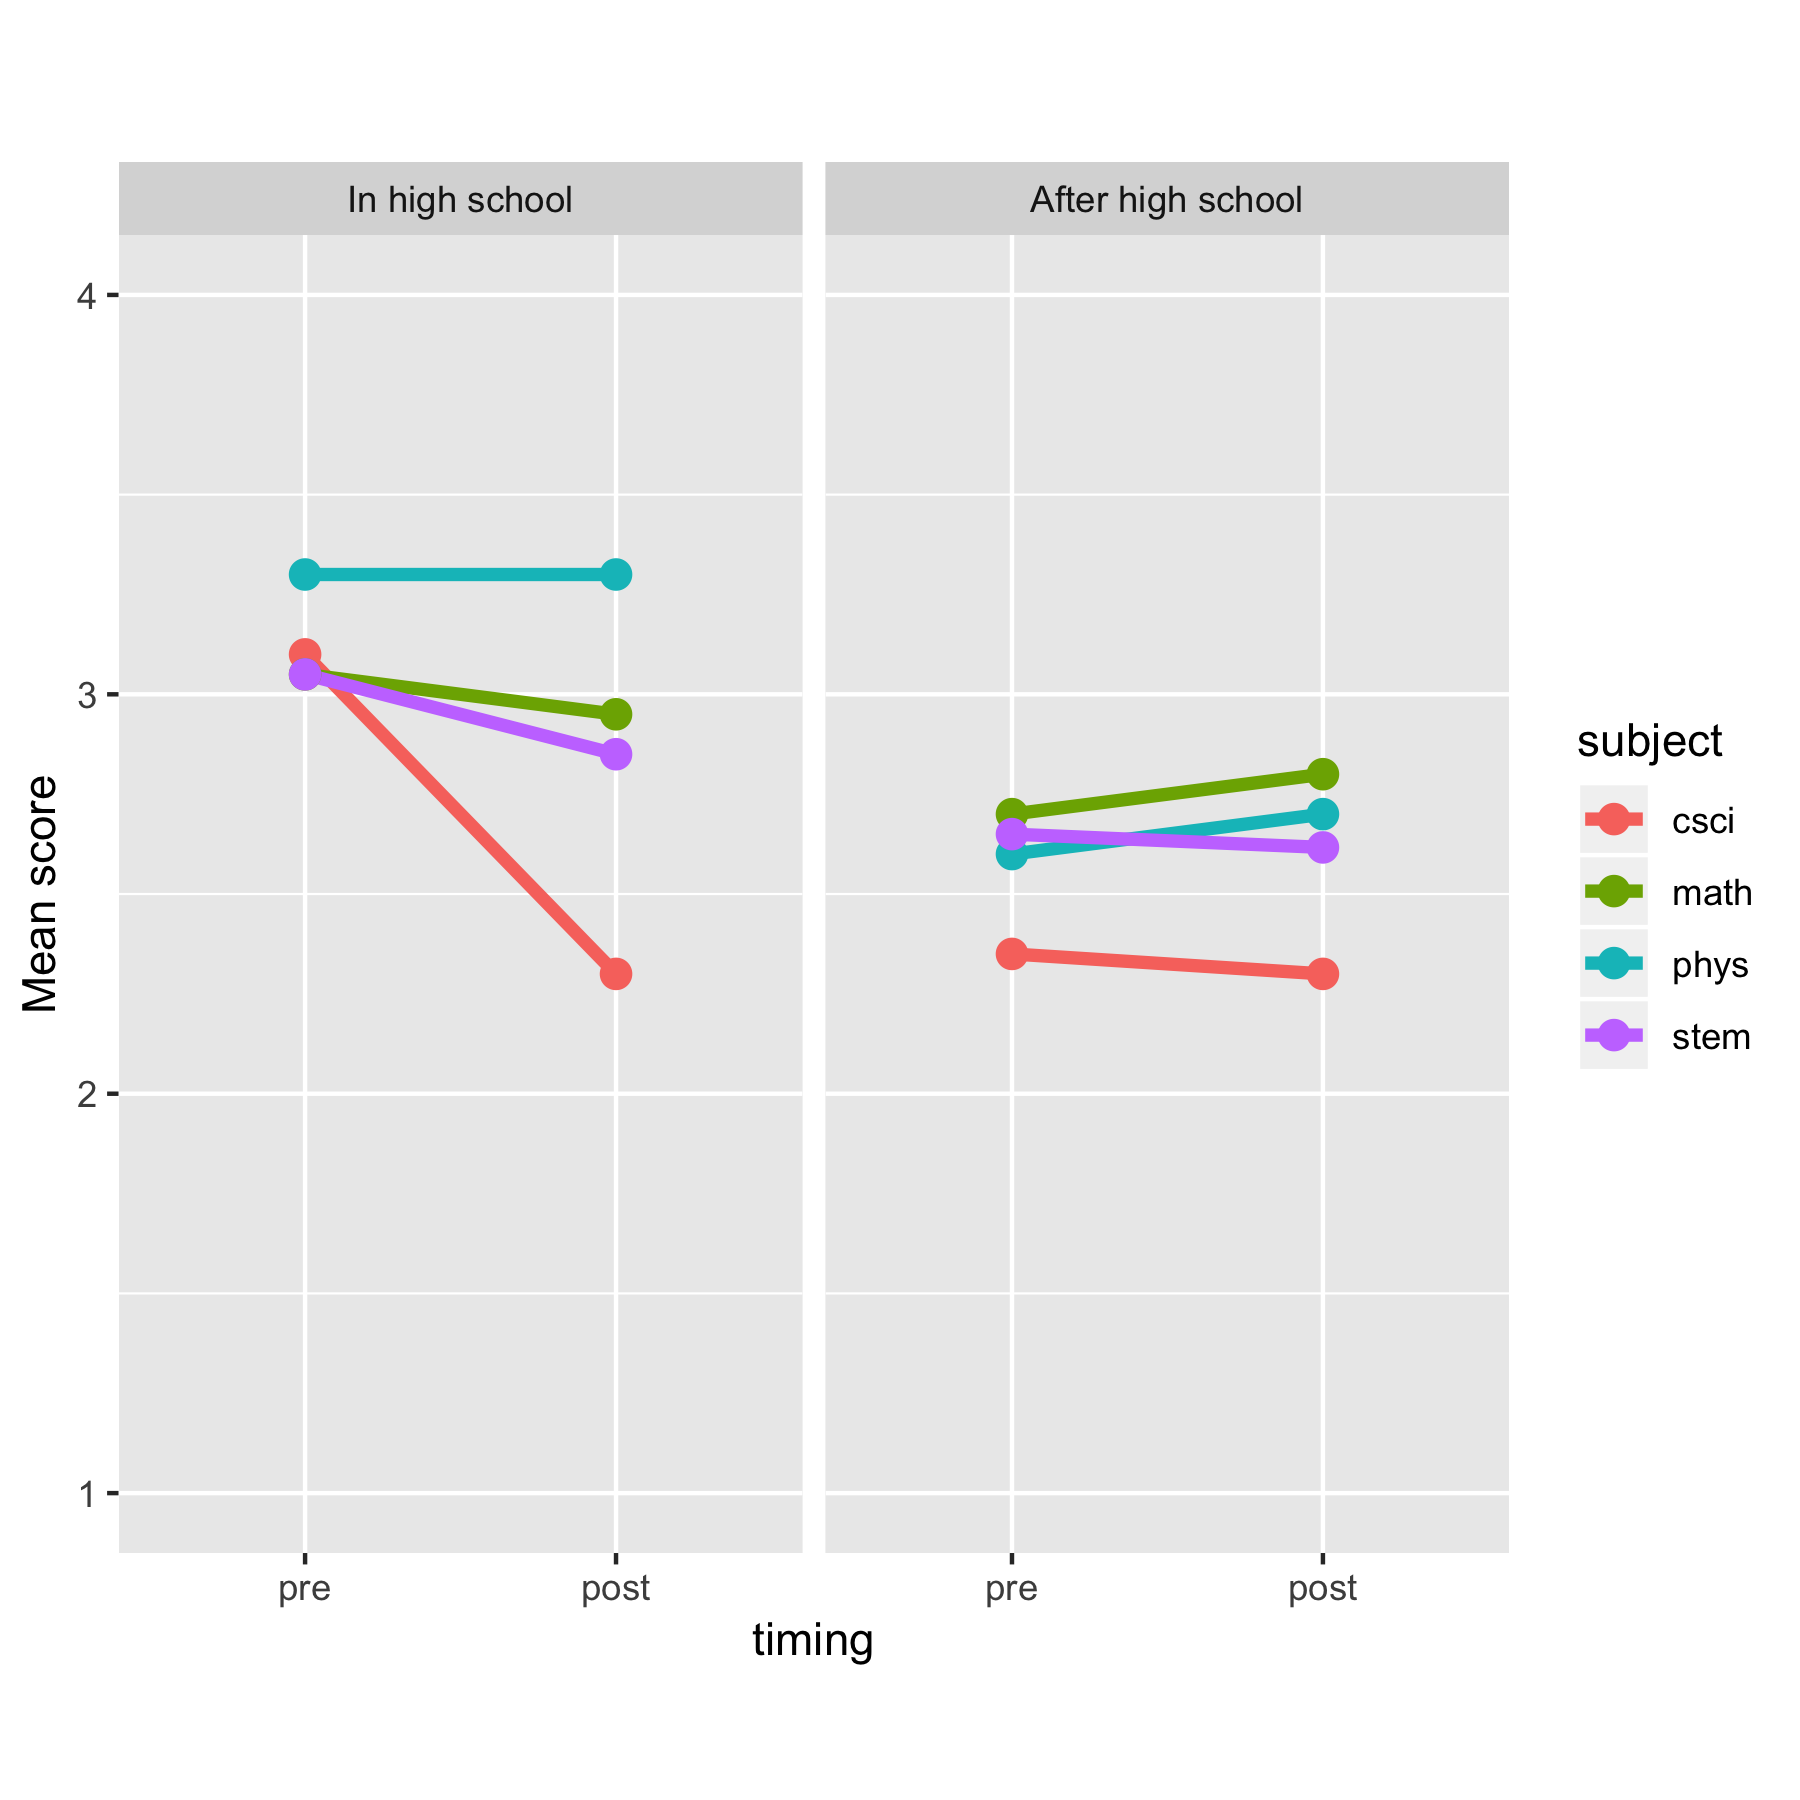 In high school
After high school
4
3
2
1
Mean score
pre
post
pre
post
timing
subject
csci
math
phys
stem